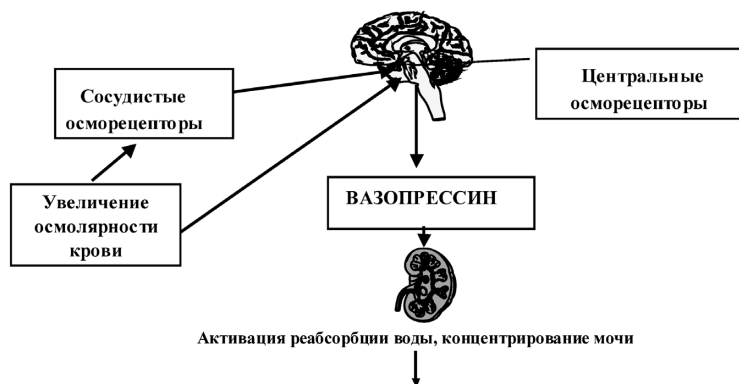 Сосудистые
осморецепторы
Центральные
осморецепторы
Увеличение
осмолярности
крови
ВАЗОПРЕССИН
Активация реабсорбции воды, концентрирование мочи